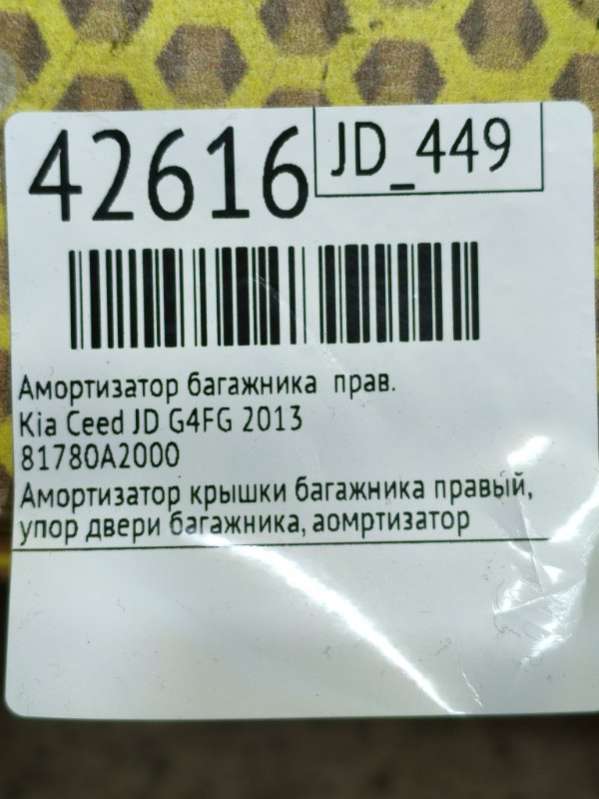 42616
JD_449
Амортизатор багажника прав.
Kia Ceed JD G4FG 2013
81780A2000
Амортизатор крышки багажника правый,
упор двери багажника, аомртизатор